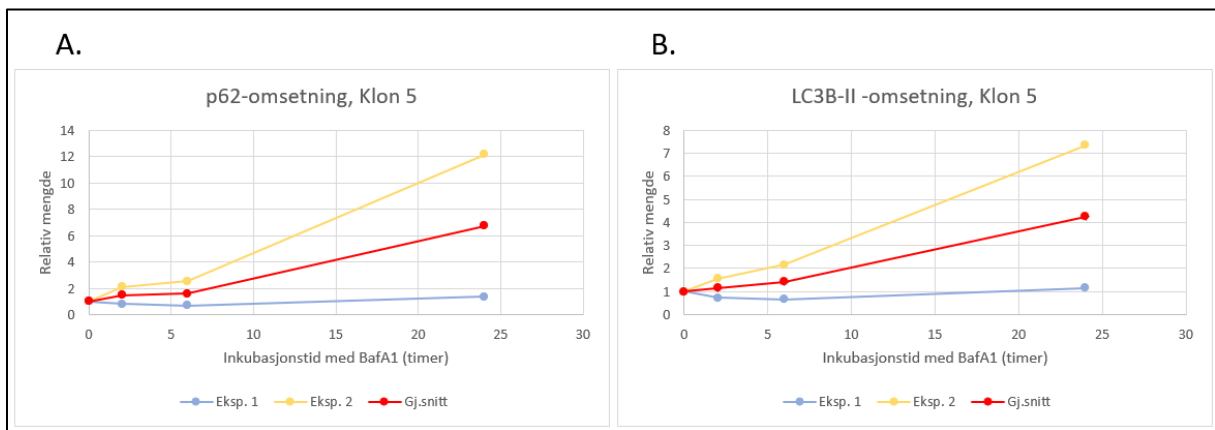 A.
p62-omsetning, Klon 5
Relativ mengde
14
12
10
8
6
4
2
0
0 5 10 15 20 25 30
Inkubasjonstid med BafA1 (timer)
Eksp. 1 Eksp. 2 Gj.snitt
B.
LC3B-II -omsetning, Klon 5
Relativ mengde
8
7
6
5
4
3
2
1
0
0 5 10 15 20 25 30
Inkubasjonstid med BafA1 (timer)
Eksp. 1 Eksp. 2 Gj.snitt